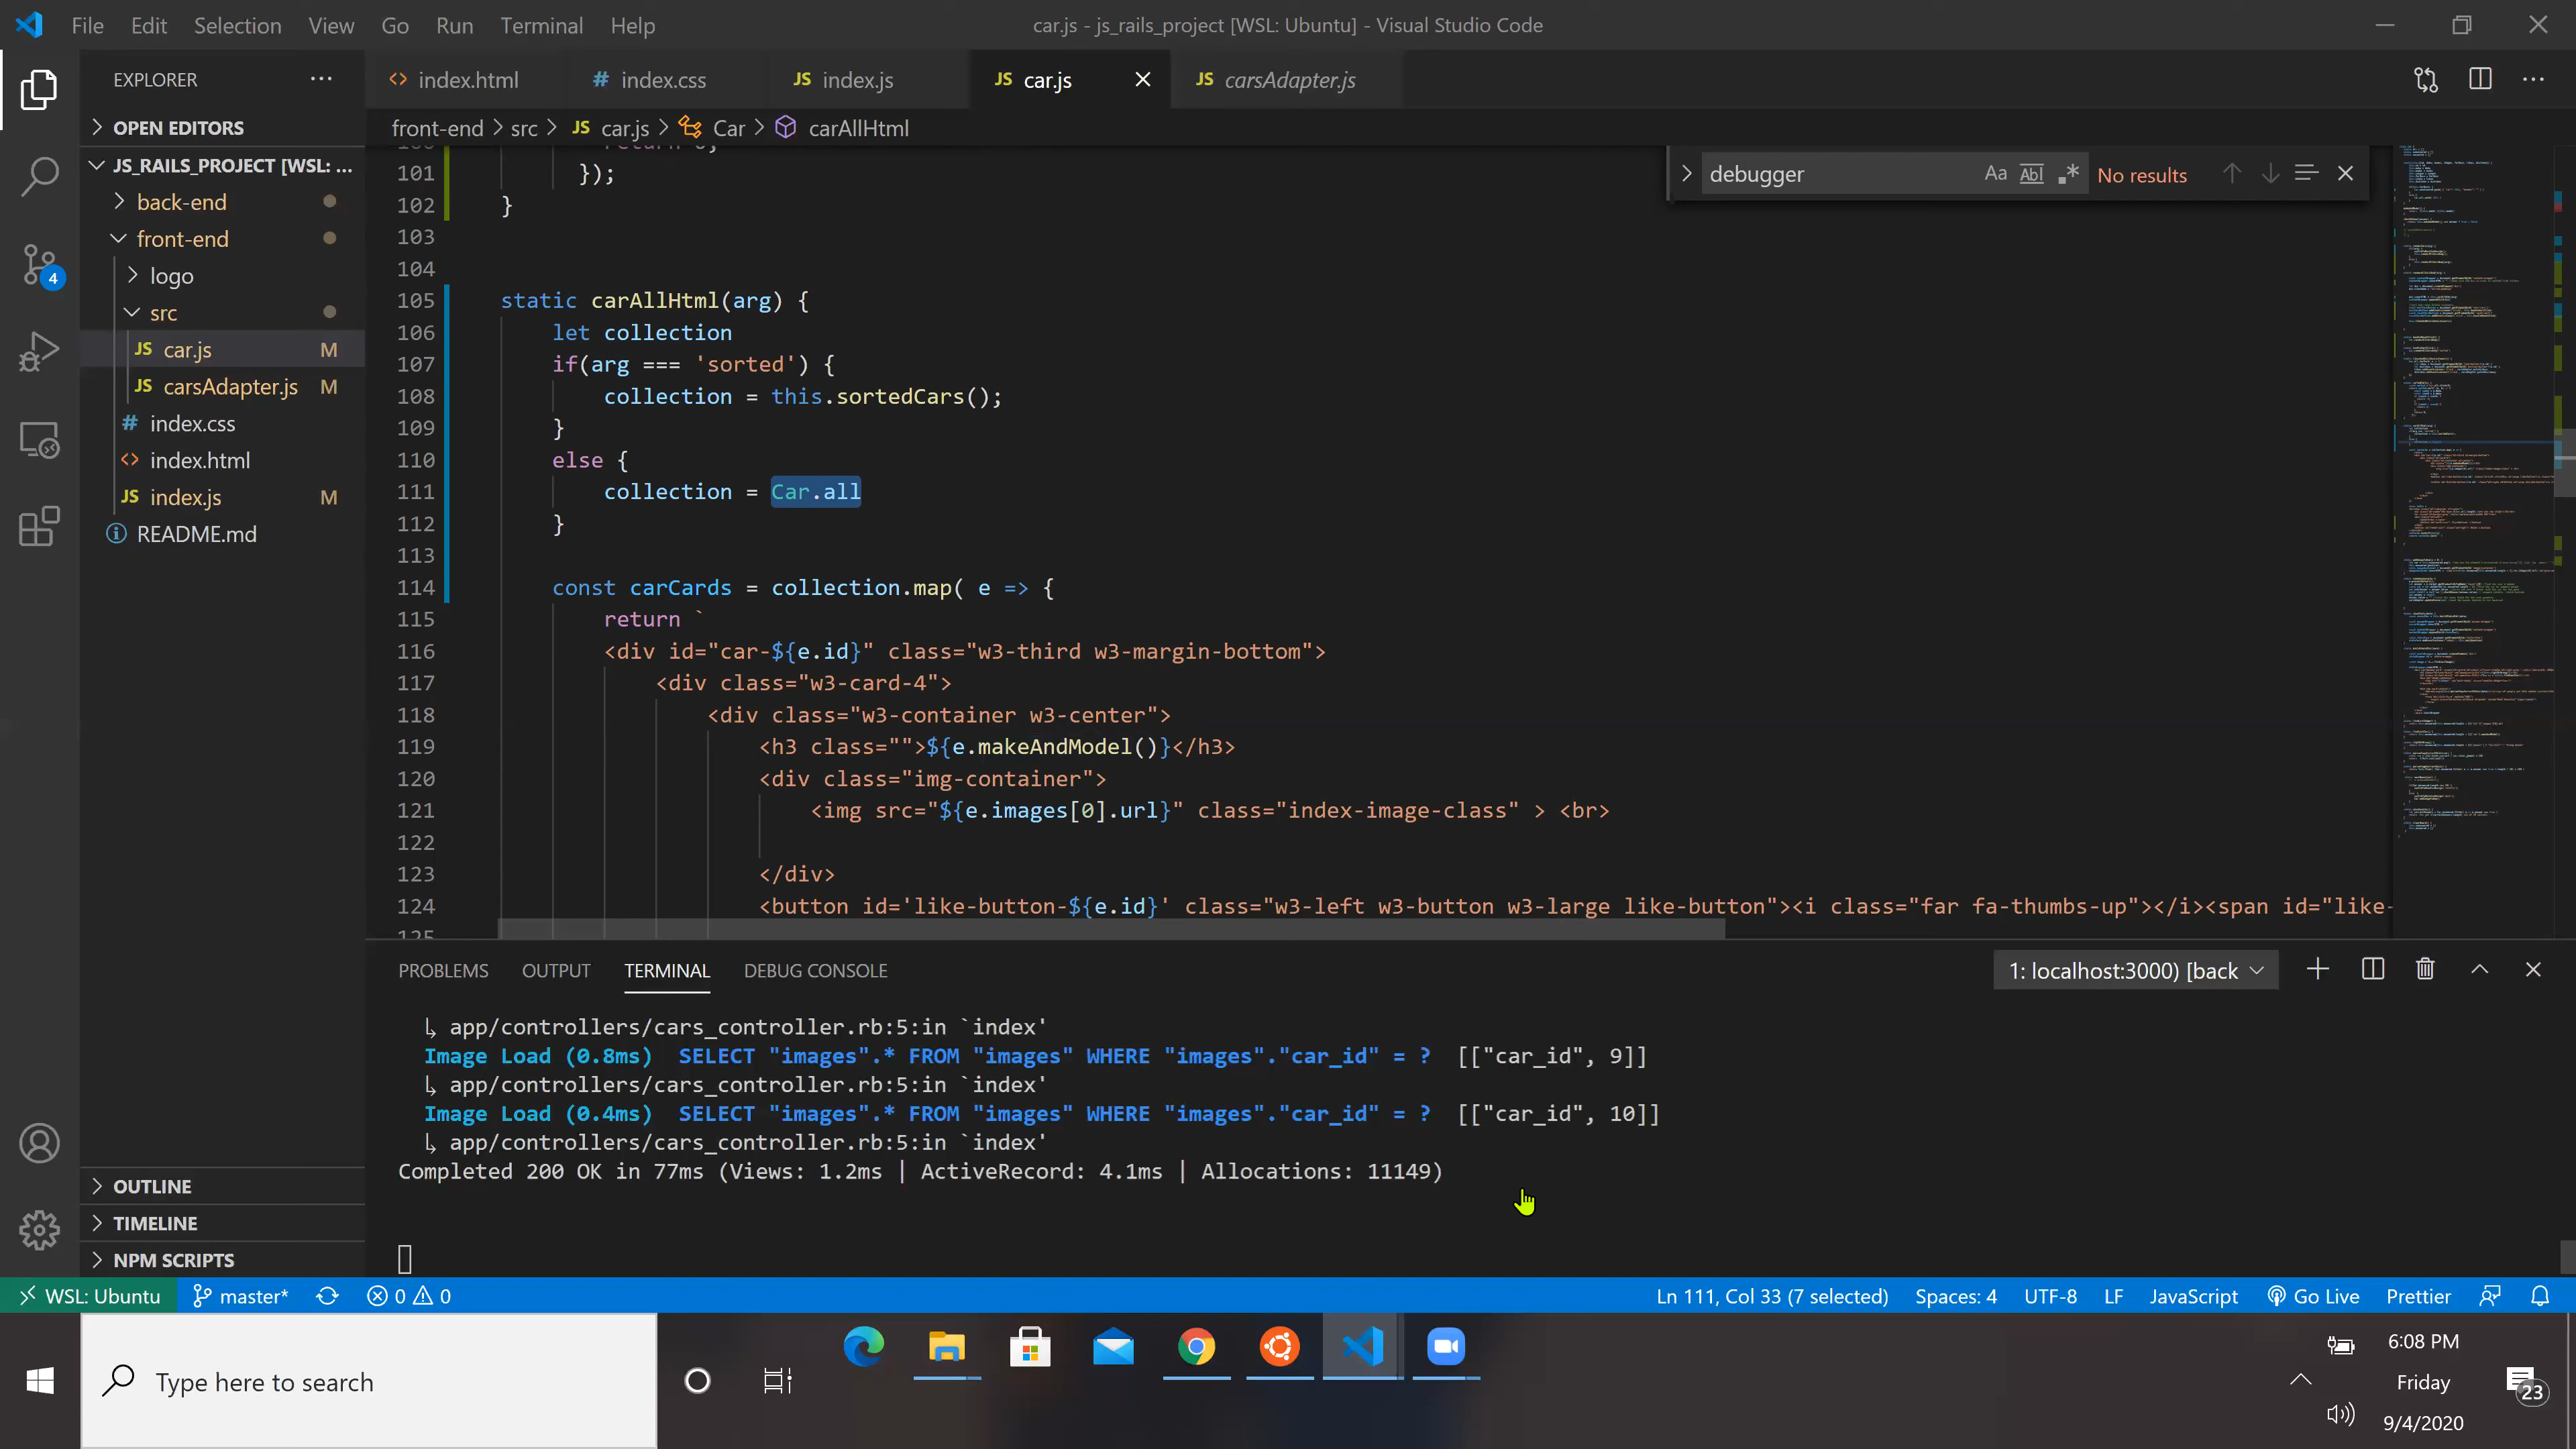 File Edit Selection View Go Run Terminal Help
car.js - js_rails_project [WSL: Ubuntu] - Visual Studio Code
EXPLORER
OPEN EDITORS
JS_RAILS_PROJECT [WSL: ...
back-end
front-end
logo
src
JS car.js M
JS carsAdapter.js M
# index.css
<> index.html
JS index.js M
README.md
OUTLINE
TIMELINE
NPM SCRIPTS
4
<> index.html # index.css JS index.js JS car.js JS carsAdapter.js
front-end > src > JS car.js > Car > carAllHtml
debugger Aa Abl .* No results
101 });
102 }
103
104
105 static carAllHtml(arg) {
106 let collection
107 if(arg === 'sorted') {
108 collection = this.sortedCars();
109 }
110 else {
111 collection = Car.all
112 }
113
114 const carCards = collection.map( e => {
115 return `
116 <div id="car-${e.id}" class="w3-third w3-margin-bottom">
117 <div class="w3-card-4">
118 <div class="w3-container w3-center">
119 <h3 class="">${e.makeAndModel()}</h3>
120 <div class="img-container">
121 <img src="${e.images[0].url}" class="index-image-class" > <br>
122
123 </div>
124 <button id='like-button-${e.id}' class="w3-left w3-button w3-large like-button"><i class="far fa-thumbs-up"></i><span id="like-
125
PROBLEMS OUTPUT TERMINAL DEBUG CONSOLE
1: localhost:3000) [back
↳ app/controllers/cars_controller.rb:5:in `index'
Image Load (0.8ms) SELECT "images".* FROM "images" WHERE "images"."car_id" = ? [["car_id", 9]]
↳ app/controllers/cars_controller.rb:5:in `index'
Image Load (0.4ms) SELECT "images".* FROM "images" WHERE "images"."car_id" = ? [["car_id", 10]]
↳ app/controllers/cars_controller.rb:5:in `index'
Completed 200 OK in 77ms (Views: 1.2ms | ActiveRecord: 4.1ms | Allocations: 11149)
WSL: Ubuntu master* 0 0
Ln 111, Col 33 (7 selected) Spaces: 4 UTF-8 LF JavaScript Go Live Prettier
Type here to search
6:08 PM
Friday
9/4/2020
23